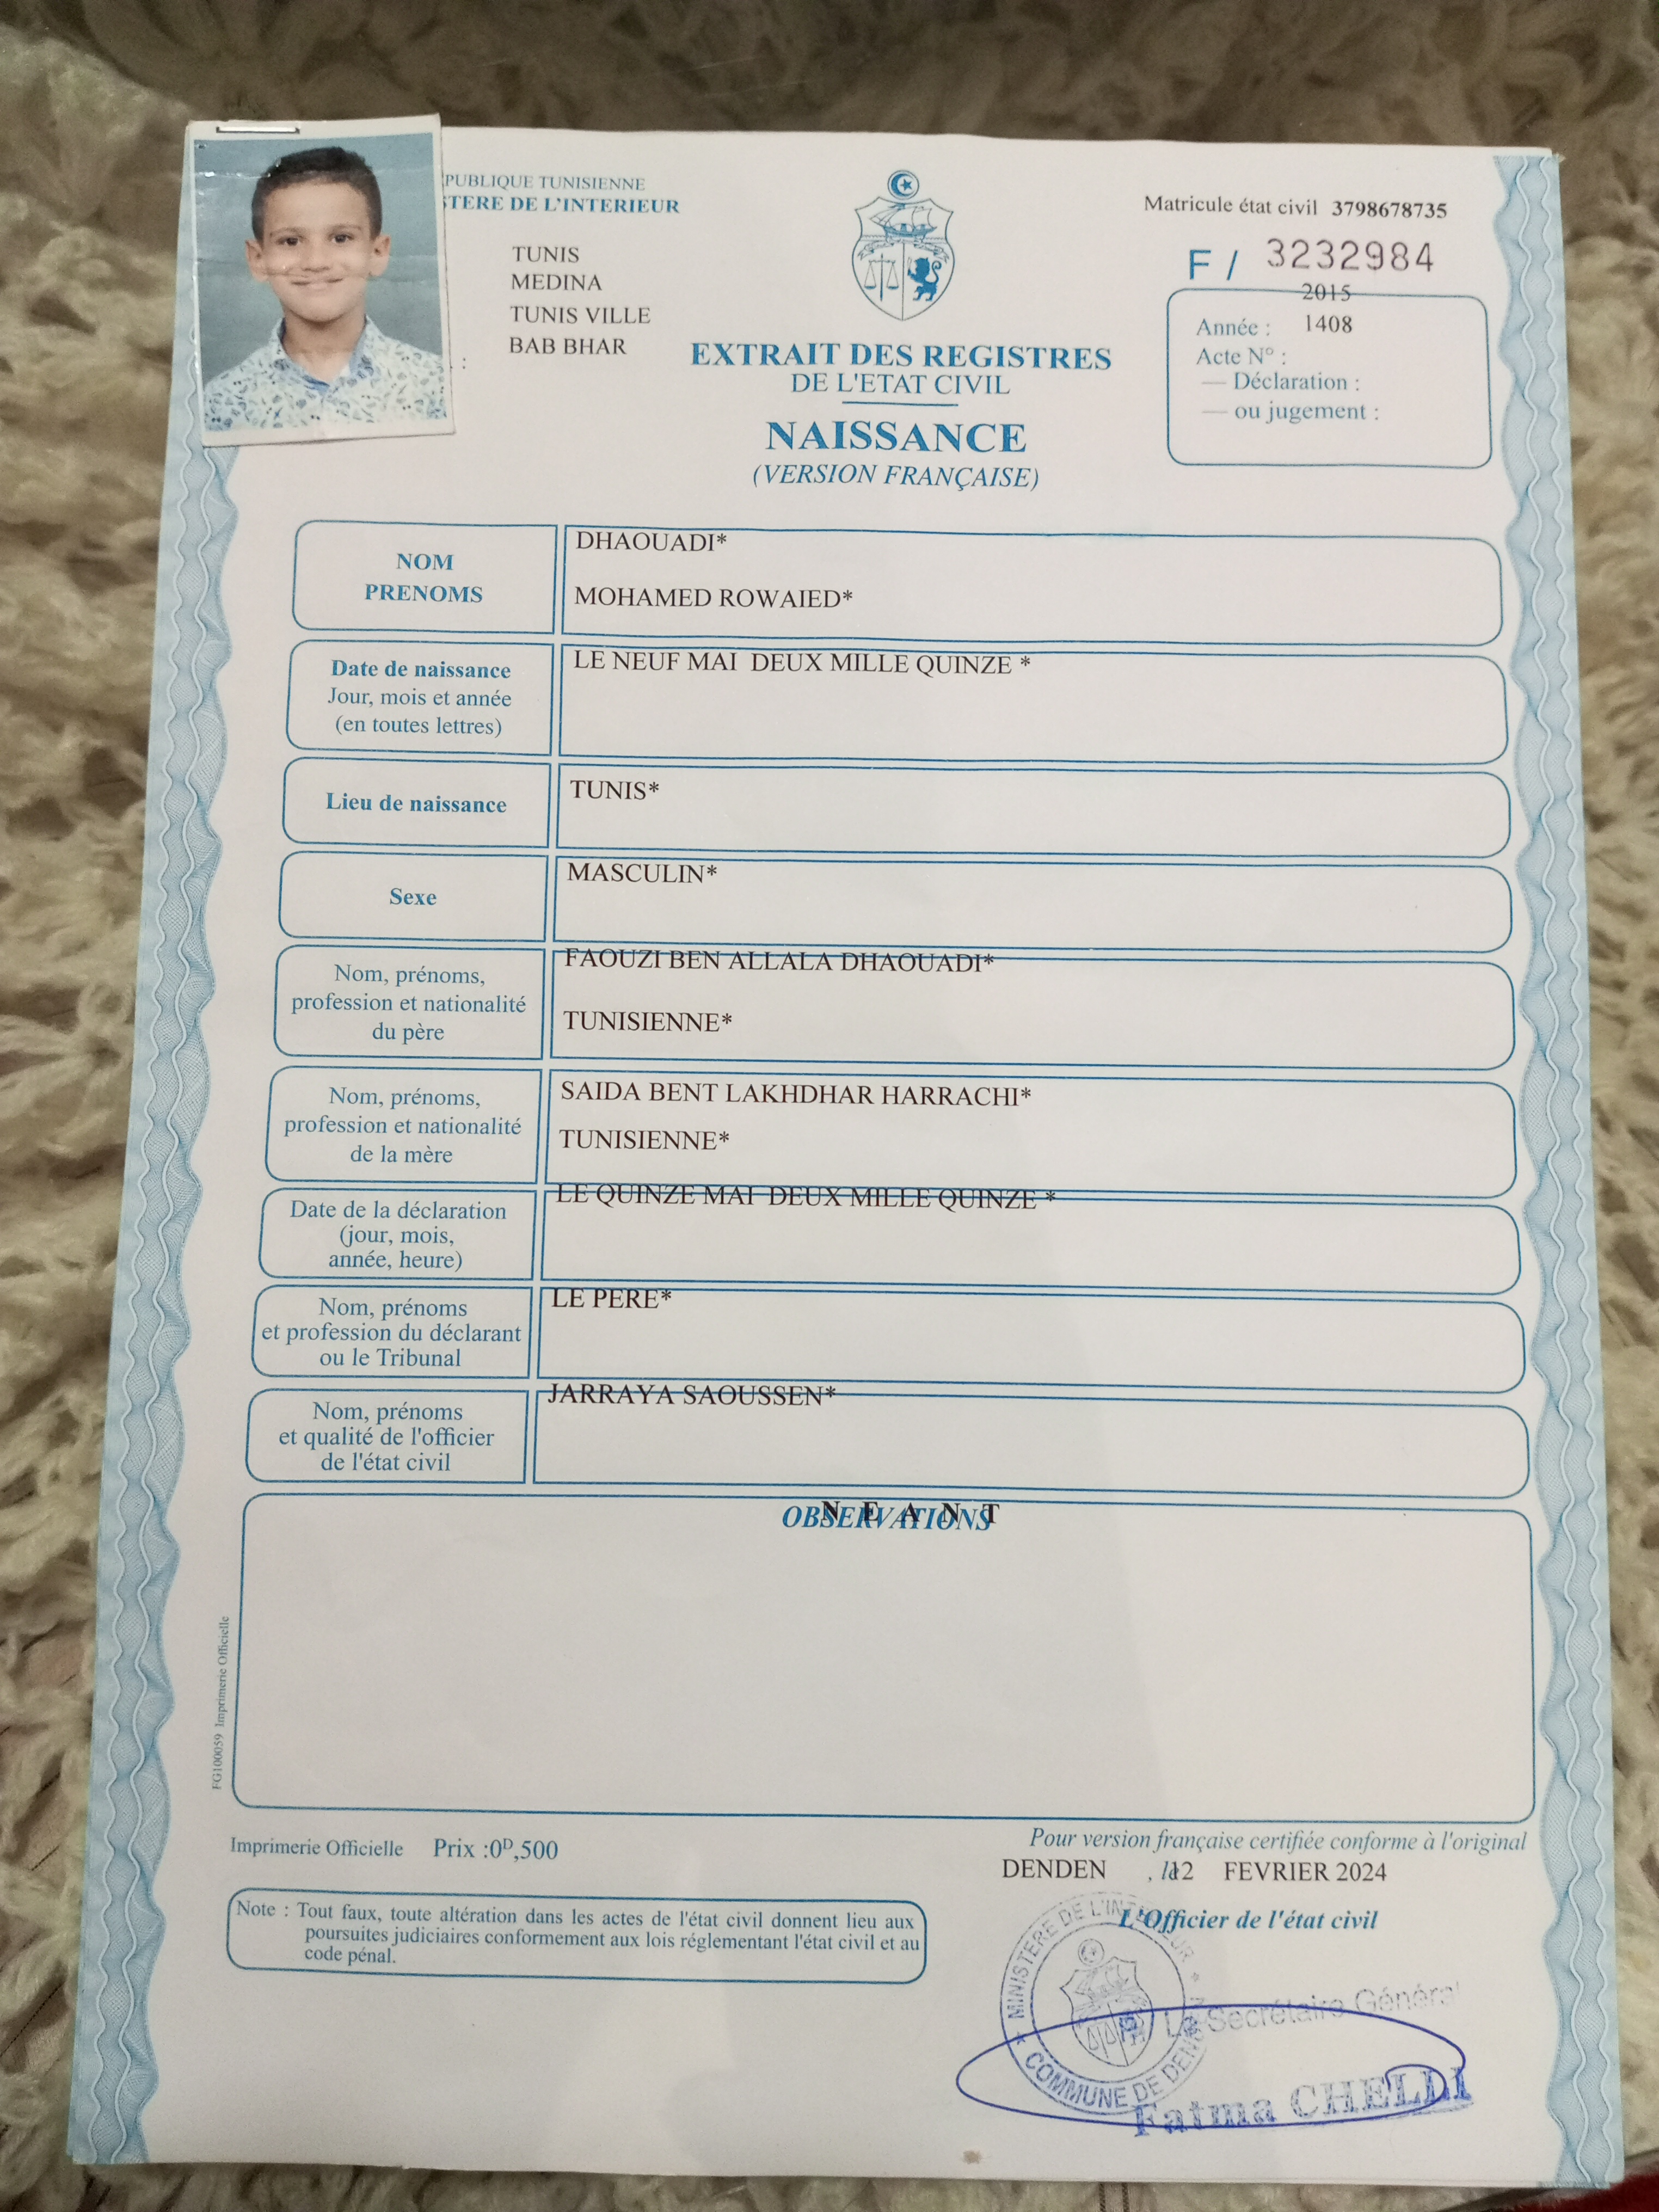 PUBLIQUE TUNISIENNE
STERE DE L'INTERIEUR
TUNIS
MEDINA
TUNIS VILLE
BAB BHAR
:
Matricule état civil 3798678735
F / 3232984
2015
Année : 1408
Acte N° :
— Déclaration :
— ou jugement :
EXTRAIT DES REGISTRES
DE L'ETAT CIVIL
NAISSANCE
(VERSION FRANÇAISE)
NOM
PRENOMS
DHAOUADI*
MOHAMED ROWAIED*
Date de naissance
Jour, mois et année
(en toutes lettres)
LE NEUF MAI DEUX MILLE QUINZE *
Lieu de naissance
TUNIS*
Sexe
MASCULIN*
Nom, prénoms,
profession et nationalité
du père
FAOUZI BEN ALLALA DHAOUADI*
TUNISIENNE*
Nom, prénoms,
profession et nationalité
de la mère
SAIDA BENT LAKHDHAR HARRACHI*
TUNISIENNE*
Date de la déclaration
(jour, mois,
année, heure)
LE QUINZE MAI DEUX MILLE QUINZE *
Nom, prénoms
et profession du déclarant
ou le Tribunal
LE PERE*
Nom, prénoms
et qualité de l'officier
de l'état civil
JARRAYA SAOUSSEN*
OBSERVATIONS
N E A N T
FG100059 Imprimerie Officielle
Imprimerie Officielle Prix :0ᴰ,500
Pour version française certifiée conforme à l'original
DENDEN , le 12 FEVRIER 2024
L'Officier de l'état civil
Note : Tout faux, toute altération dans les actes de l'état civil donnent lieu aux
poursuites judiciaires conformement aux lois réglementant l'état civil et au
code pénal.
MINISTERE DE L'INTERIEUR
COMMUNE DE DENDEN
Le Secrétaire Général
Fatma CHELDI